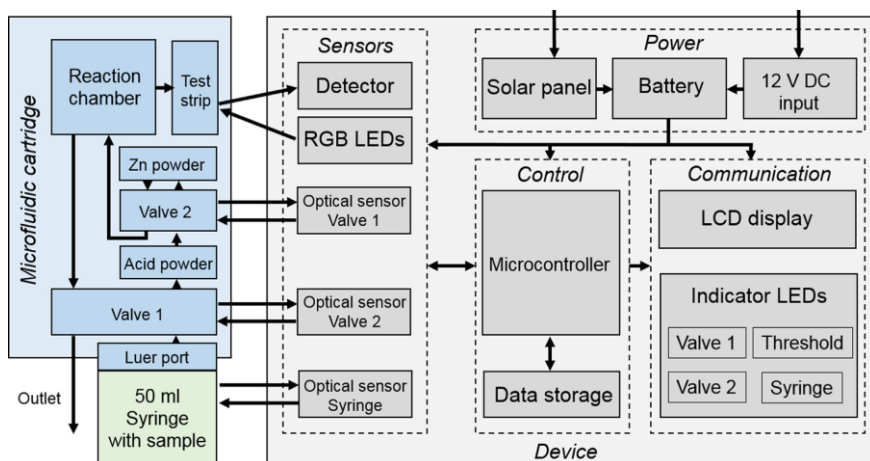 Microfluidic cartridge
Reaction
chamber
Test
strip
Zn powder
Valve 2
Acid powder
Valve 1
Luer port
50 ml
Syringe
with sample
Outlet
Sensors
Detector
RGB LEDs
Optical sensor
Valve 1
Optical sensor
Valve 2
Optical sensor
Syringe
Power
Solar panel
Battery
12 V DC
input
Control
Microcontroller
Data storage
Communication
LCD display
Indicator LEDs
Valve 1
Threshold
Valve 2
Syringe
Device